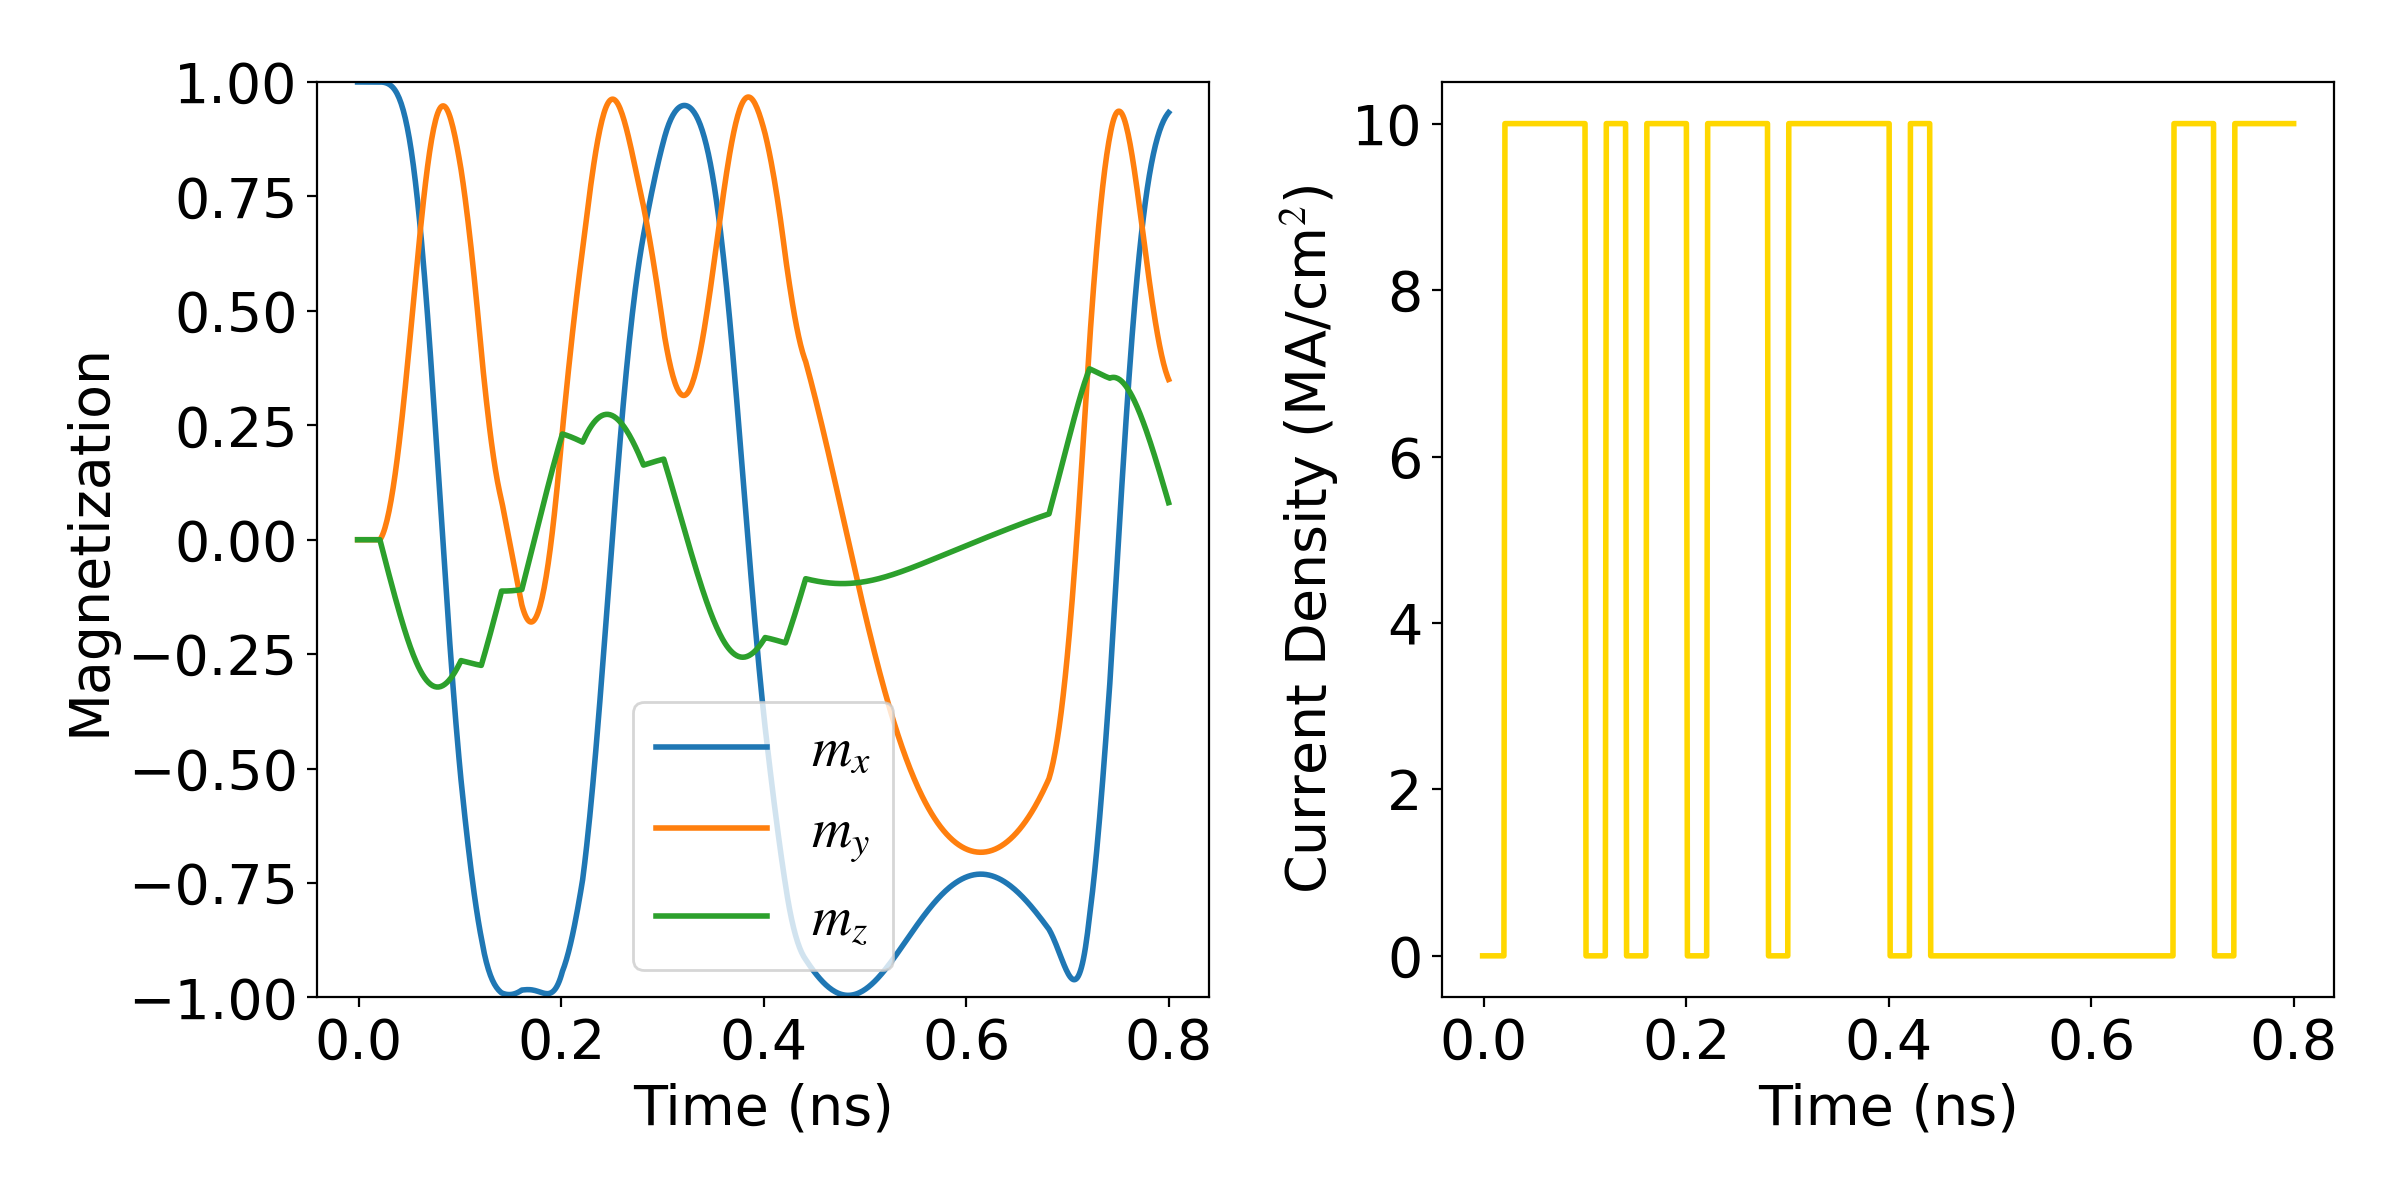 Magnetization
1.00
0.75
0.50
0.25
0.00
−0.25
−0.50
−0.75
−1.00
0.0 0.2 0.4 0.6 0.8
Time (ns)
m_x
m_y
m_z
Current Density (MA/cm²)
10
8
6
4
2
0
0.0 0.2 0.4 0.6 0.8
Time (ns)